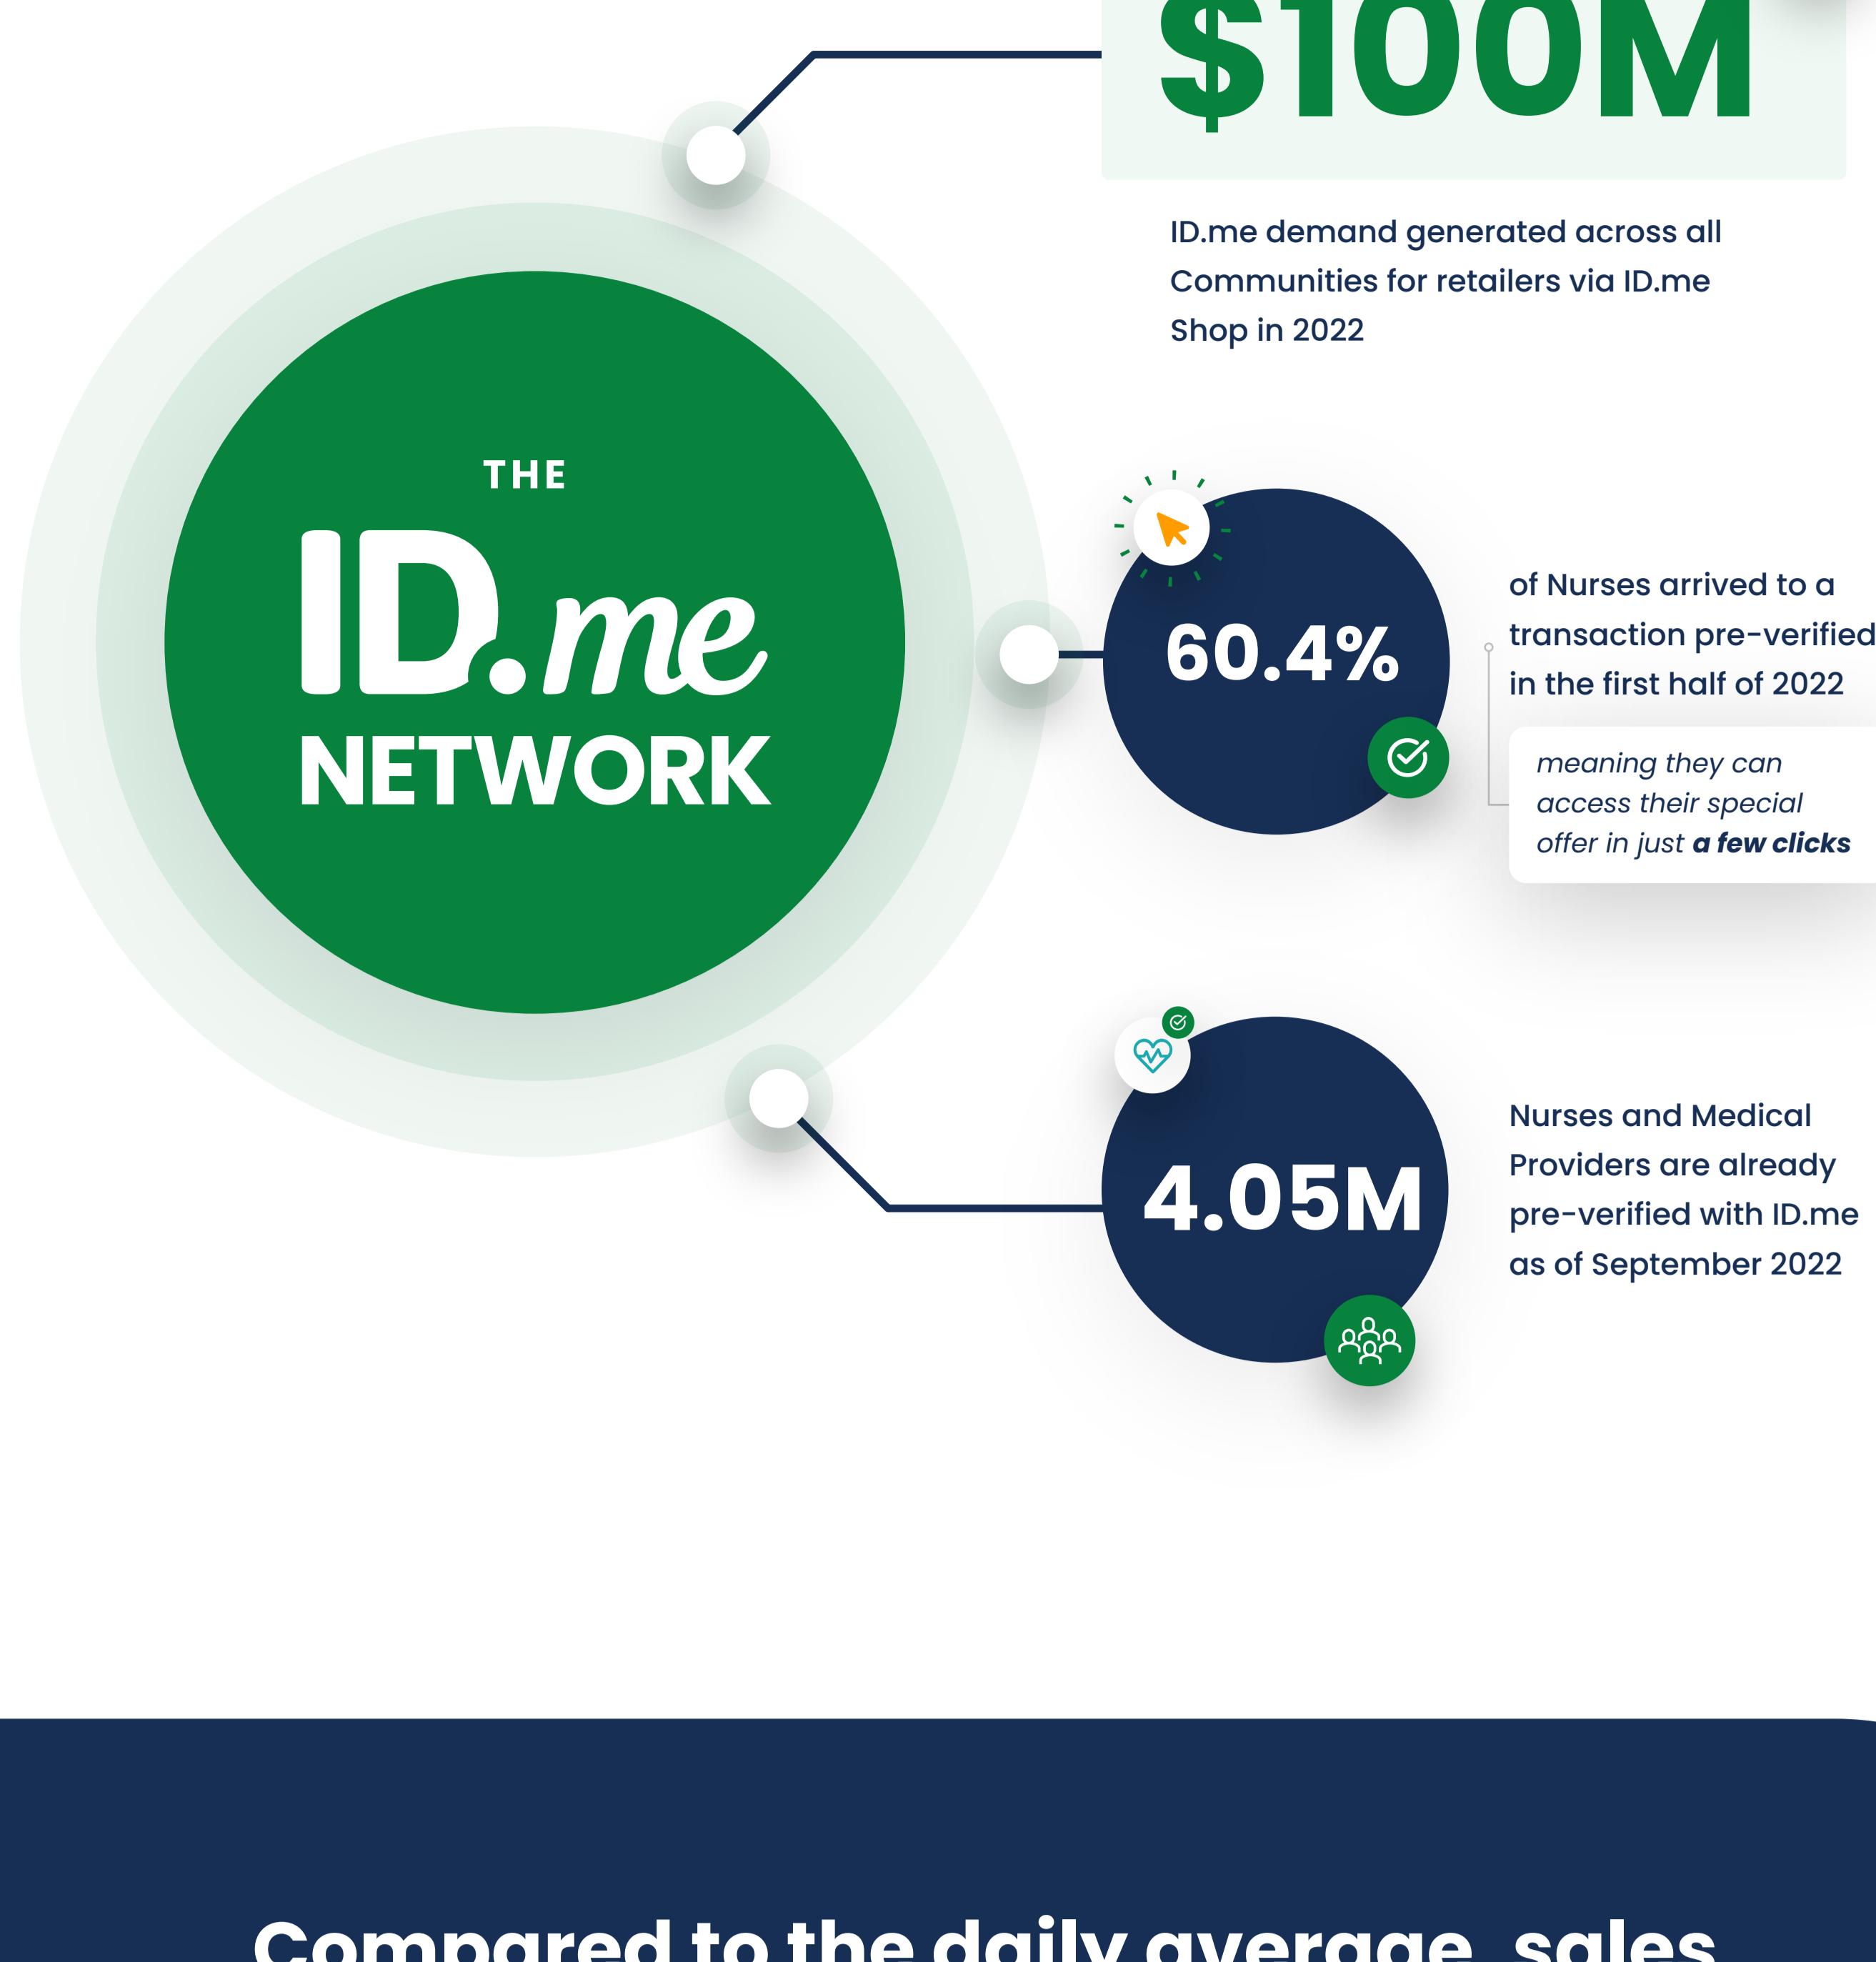 $100M
ID.me demand generated across all
Communities for retailers via ID.me
Shop in 2022
THE
ID.me
NETWORK
60.4%
of Nurses arrived to a
transaction pre-verified
in the first half of 2022
meaning they can
access their special
offer in just a few clicks
4.05M
Nurses and Medical
Providers are already
pre-verified with ID.me
as of September 2022
Compared to the daily average, sales